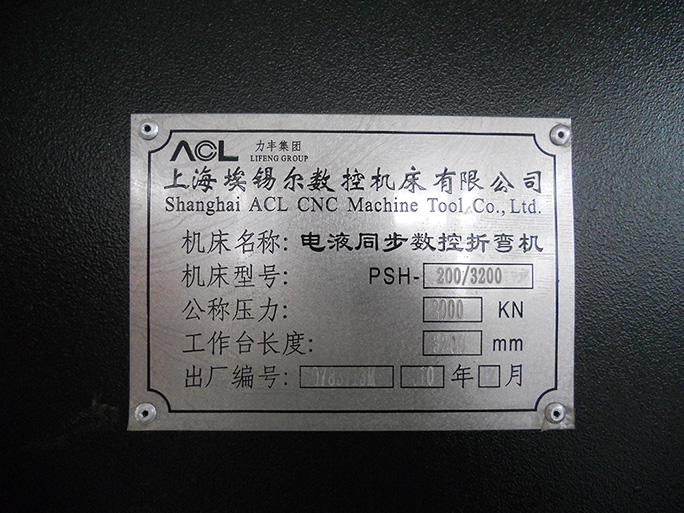 ACL 力丰集团
LIFENG GROUP
上海埃锡尔数控机床有限公司
Shanghai ACL CNC Machine Tool Co., Ltd.
机床名称: 电液同步数控折弯机
机床型号: PSH- 200/3200
公称压力: KN
工作台长度: mm
出厂编号: 年 月